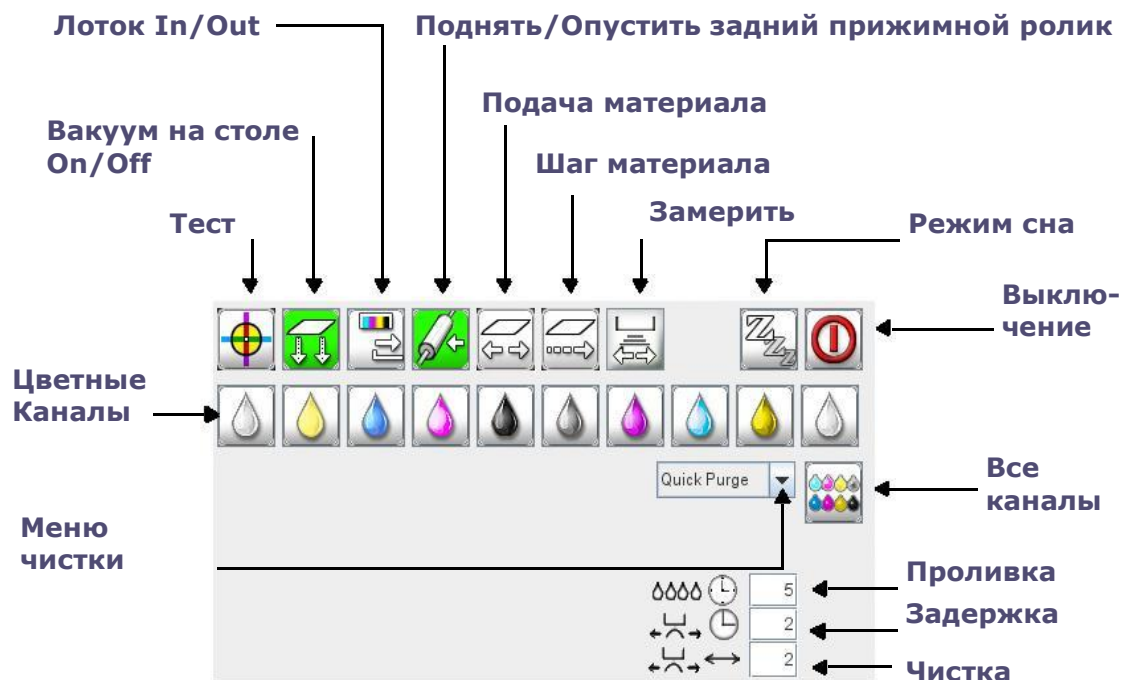 Лоток In/Out
Поднять/Опустить задний прижимной ролик
Подача материала
Вакуум на столе
On/Off
Шаг материала
Замерить
Тест
Режим сна
Выклю-
чение
ZZZ
Цветные
Каналы
Quick Purge
Все
каналы
Меню
чистки
Проливка
5
Задержка
2
Чистка
2